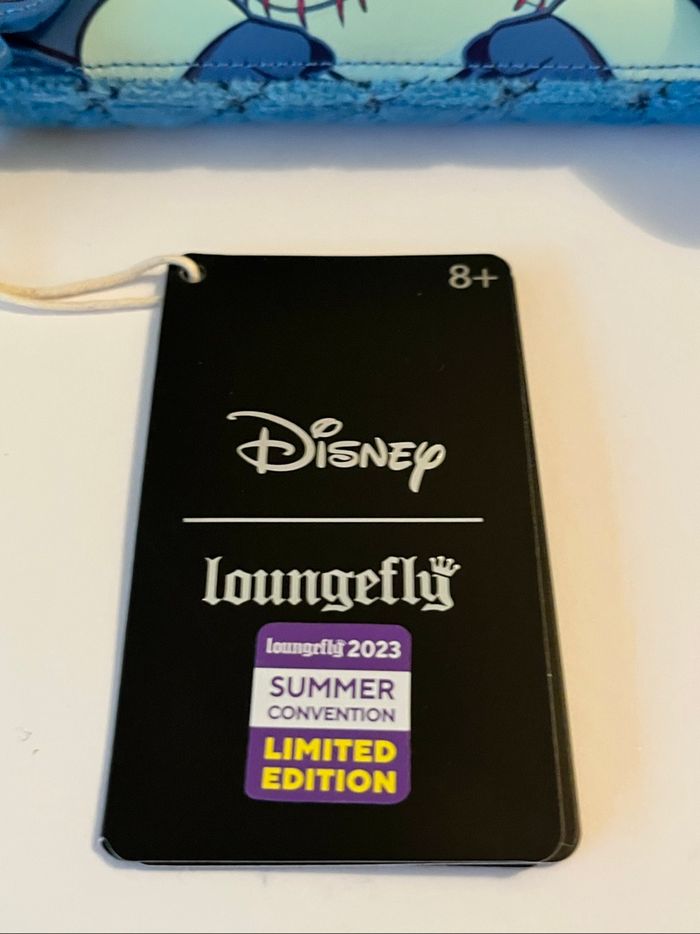 8+
Disney
loungefly
loungefly 2023
SUMMER
CONVENTION
LIMITED
EDITION